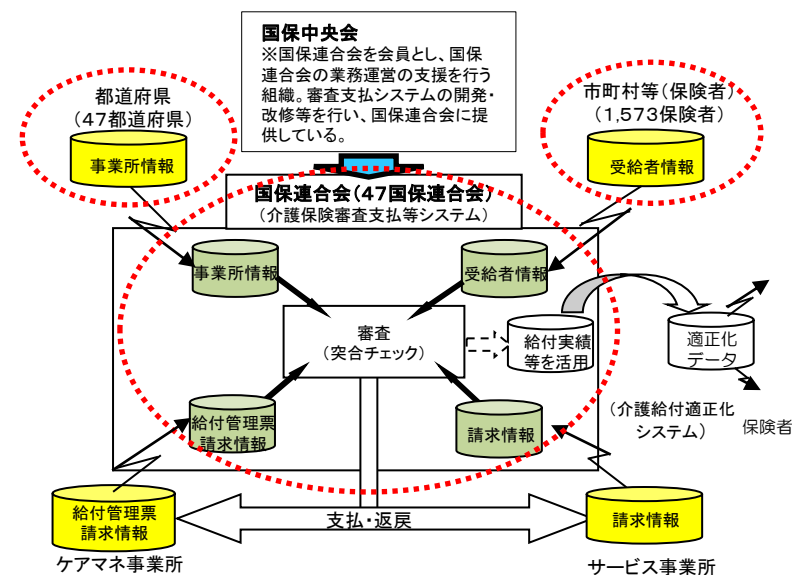 国保中央会
※国保連合会を会員とし、国保
連合会の業務運営の支援を行う
組織。審査支払システムの開発・
改修等を行い、国保連合会に提
供している。
都道府県
（47都道府県）
事業所情報
市町村等（保険者）
（1,573保険者）
受給者情報
国保連合会（47国保連合会）
（介護保険審査支払等システム）
事業所情報
受給者情報
審査
（突合チェック）
給付実績
等を活用
適正化
データ
給付管理票
請求情報
請求情報
（介護給付適正化
システム）
保険者
給付管理票
請求情報
支払・返戻
請求情報
ケアマネ事業所
サービス事業所